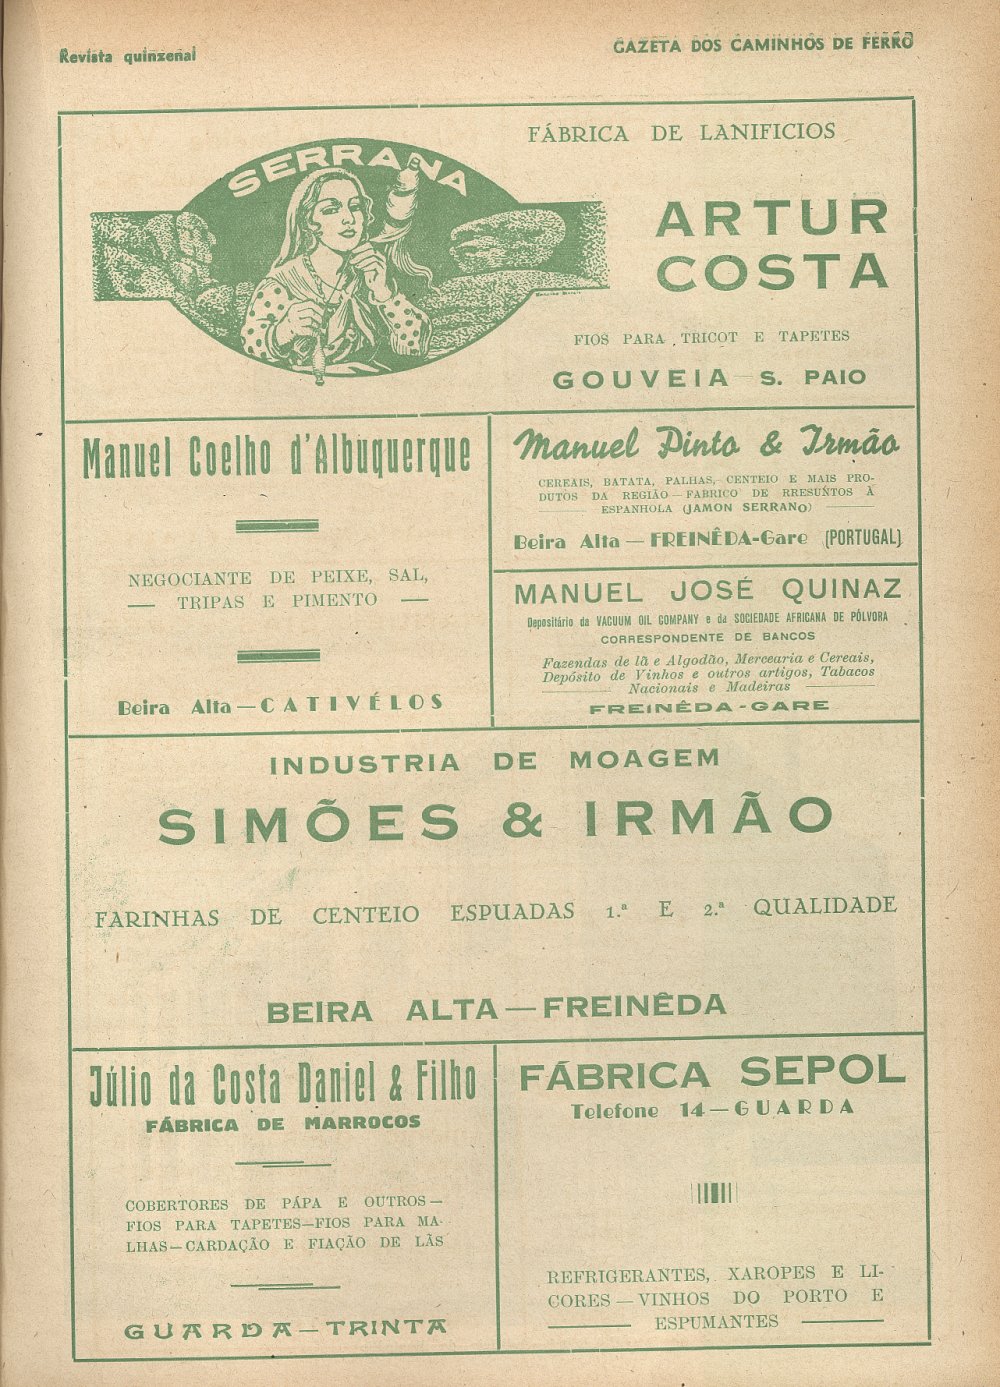 Revista quinzenal
GAZETA DOS CAMINHOS DE FERRO
SERRANA
FÁBRICA DE LANIFICIOS
ARTUR
COSTA
FIOS PARA TRICOT E TAPETES
GOUVEIA — S. PAIO
Manuel Coelho d'Albuquerque
NEGOCIANTE DE PEIXE, SAL,
— TRIPAS E PIMENTO —
Beira Alta — CATIVÉLOS
Manuel Pinto & Irmão
CEREAIS, BATATA, PALHAS, CENTEIO E MAIS PRO-
DUTOS DA REGIÃO — FABRICO DE RRESUNTOS À
ESPANHOLA (JAMON SERRANO)
Beira Alta — FREINÊDA-Gare (PORTUGAL)
MANUEL JOSÉ QUINAZ
Depositário da VACUUM OIL COMPANY e da SOCIEDADE AFRICANA DE PÓLVORA
CORRESPONDENTE DE BANCOS
Fazendas de lã e Algodão, Mercearia e Cereais,
Depósito de Vinhos e outros artigos, Tabacos
Nacionais e Madeiras
FREINÊDA-GARE
INDUSTRIA DE MOAGEM
SIMÕES & IRMÃO
FARINHAS DE CENTEIO ESPUADAS 1.ª E 2.ª QUALIDADE
BEIRA ALTA — FREINÊDA
Júlio da Costa Daniel & Filho
FÁBRICA DE MARROCOS
COBERTORES DE PÁPA E OUTROS —
FIOS PARA TAPETES — FIOS PARA MA-
LHAS — CARDAÇÃO E FIAÇÃO DE LÃS
GUARDA — TRINTA
FÁBRICA SEPOL
Telefone 14 — GUARDA
REFRIGERANTES, XAROPES E LI-
CORES — VINHOS DO PORTO E
ESPUMANTES